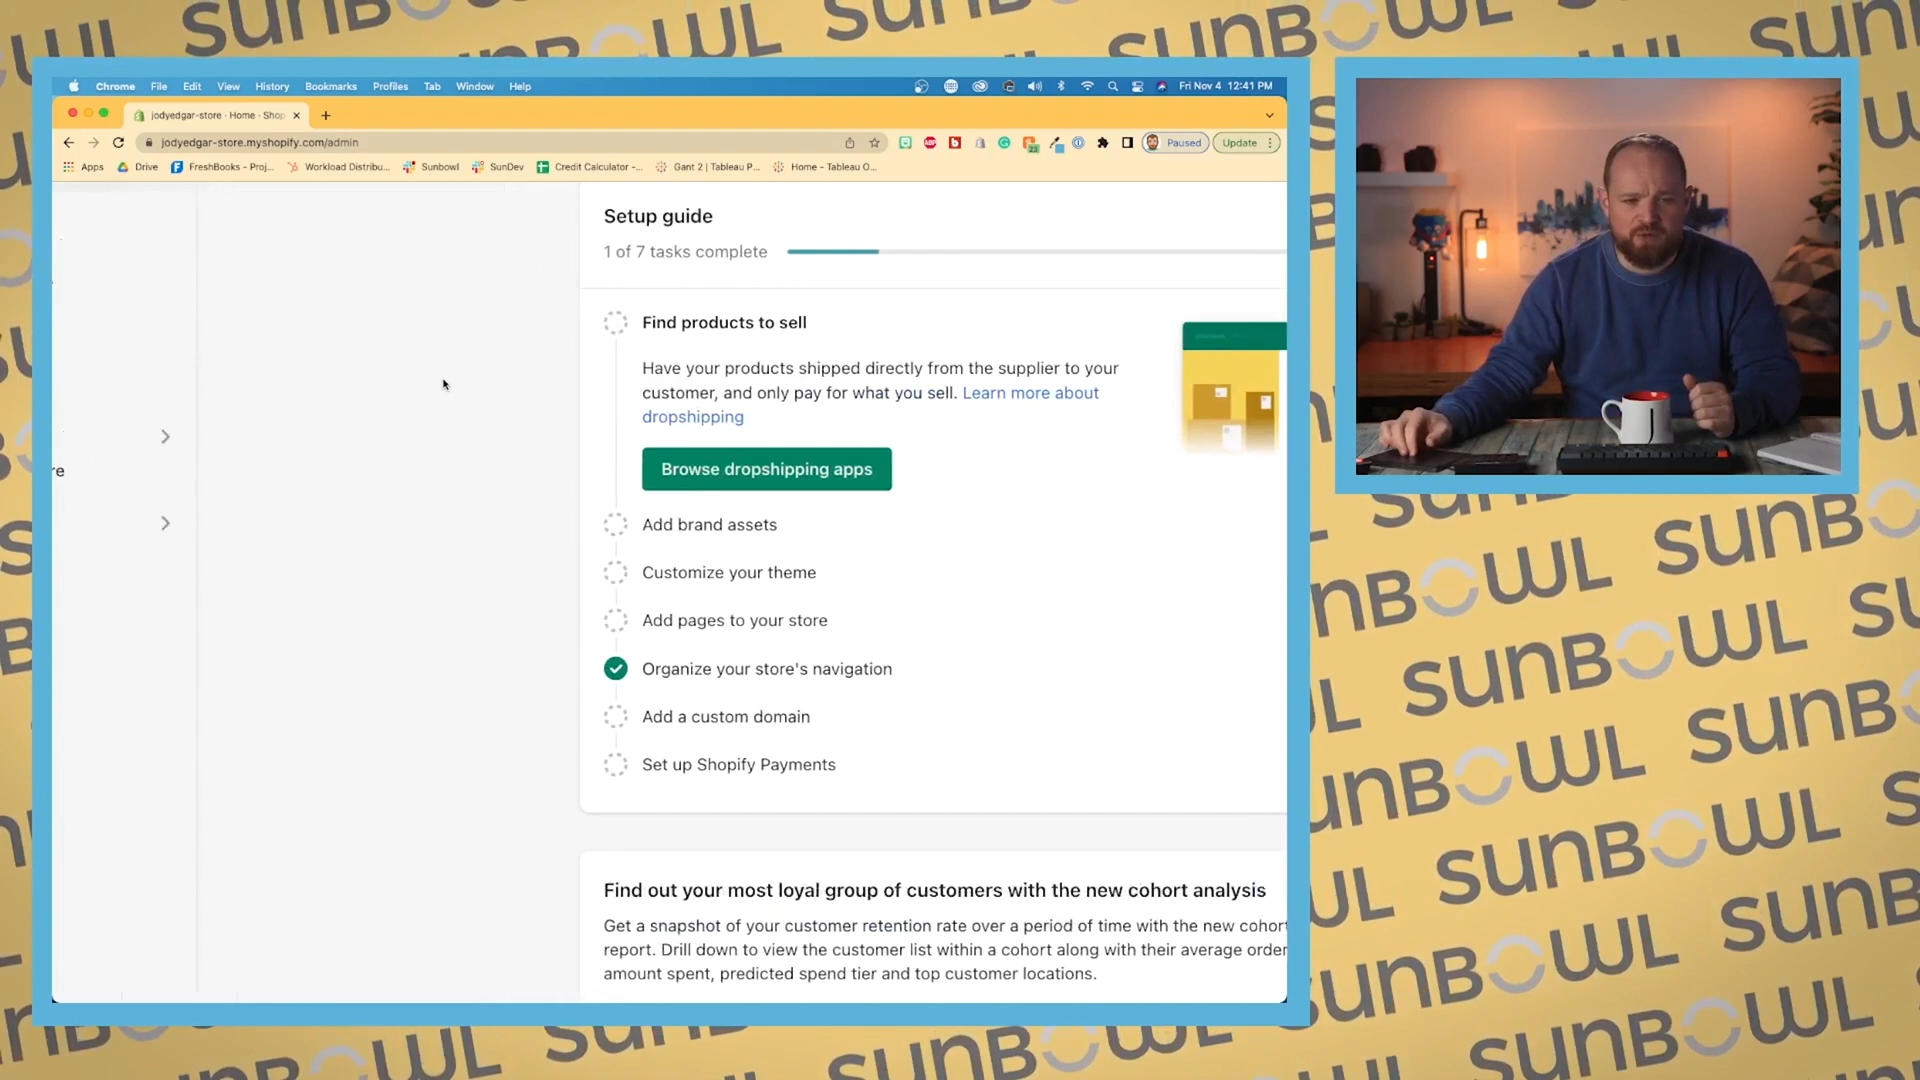 Chrome File Edit View History Bookmarks Profiles Tab Window Help Fri Nov 4 12:41 PM
jodyedgar-store · Home · Shop
jodyedgar-store.myshopify.com/admin Paused Update
Apps Drive FreshBooks - Proj... Workload Distribu... Sunbowl SunDev Credit Calculator -... Gant 2 | Tableau P... Home - Tableau O...
Setup guide
1 of 7 tasks complete
Find products to sell
Have your products shipped directly from the supplier to your
customer, and only pay for what you sell. Learn more about
dropshipping
re
Browse dropshipping apps
Add brand assets
Customize your theme
Add pages to your store
Organize your store's navigation
Add a custom domain
Set up Shopify Payments
Find out your most loyal group of customers with the new cohort analysis
Get a snapshot of your customer retention rate over a period of time with the new cohor
report. Drill down to view the customer list within a cohort along with their average order
amount spent, predicted spend tier and top customer locations.
SUNBOWL
SUNBOWL
SUNBOWL
SUNBOWL
SUNBOWL
SUNBOWL